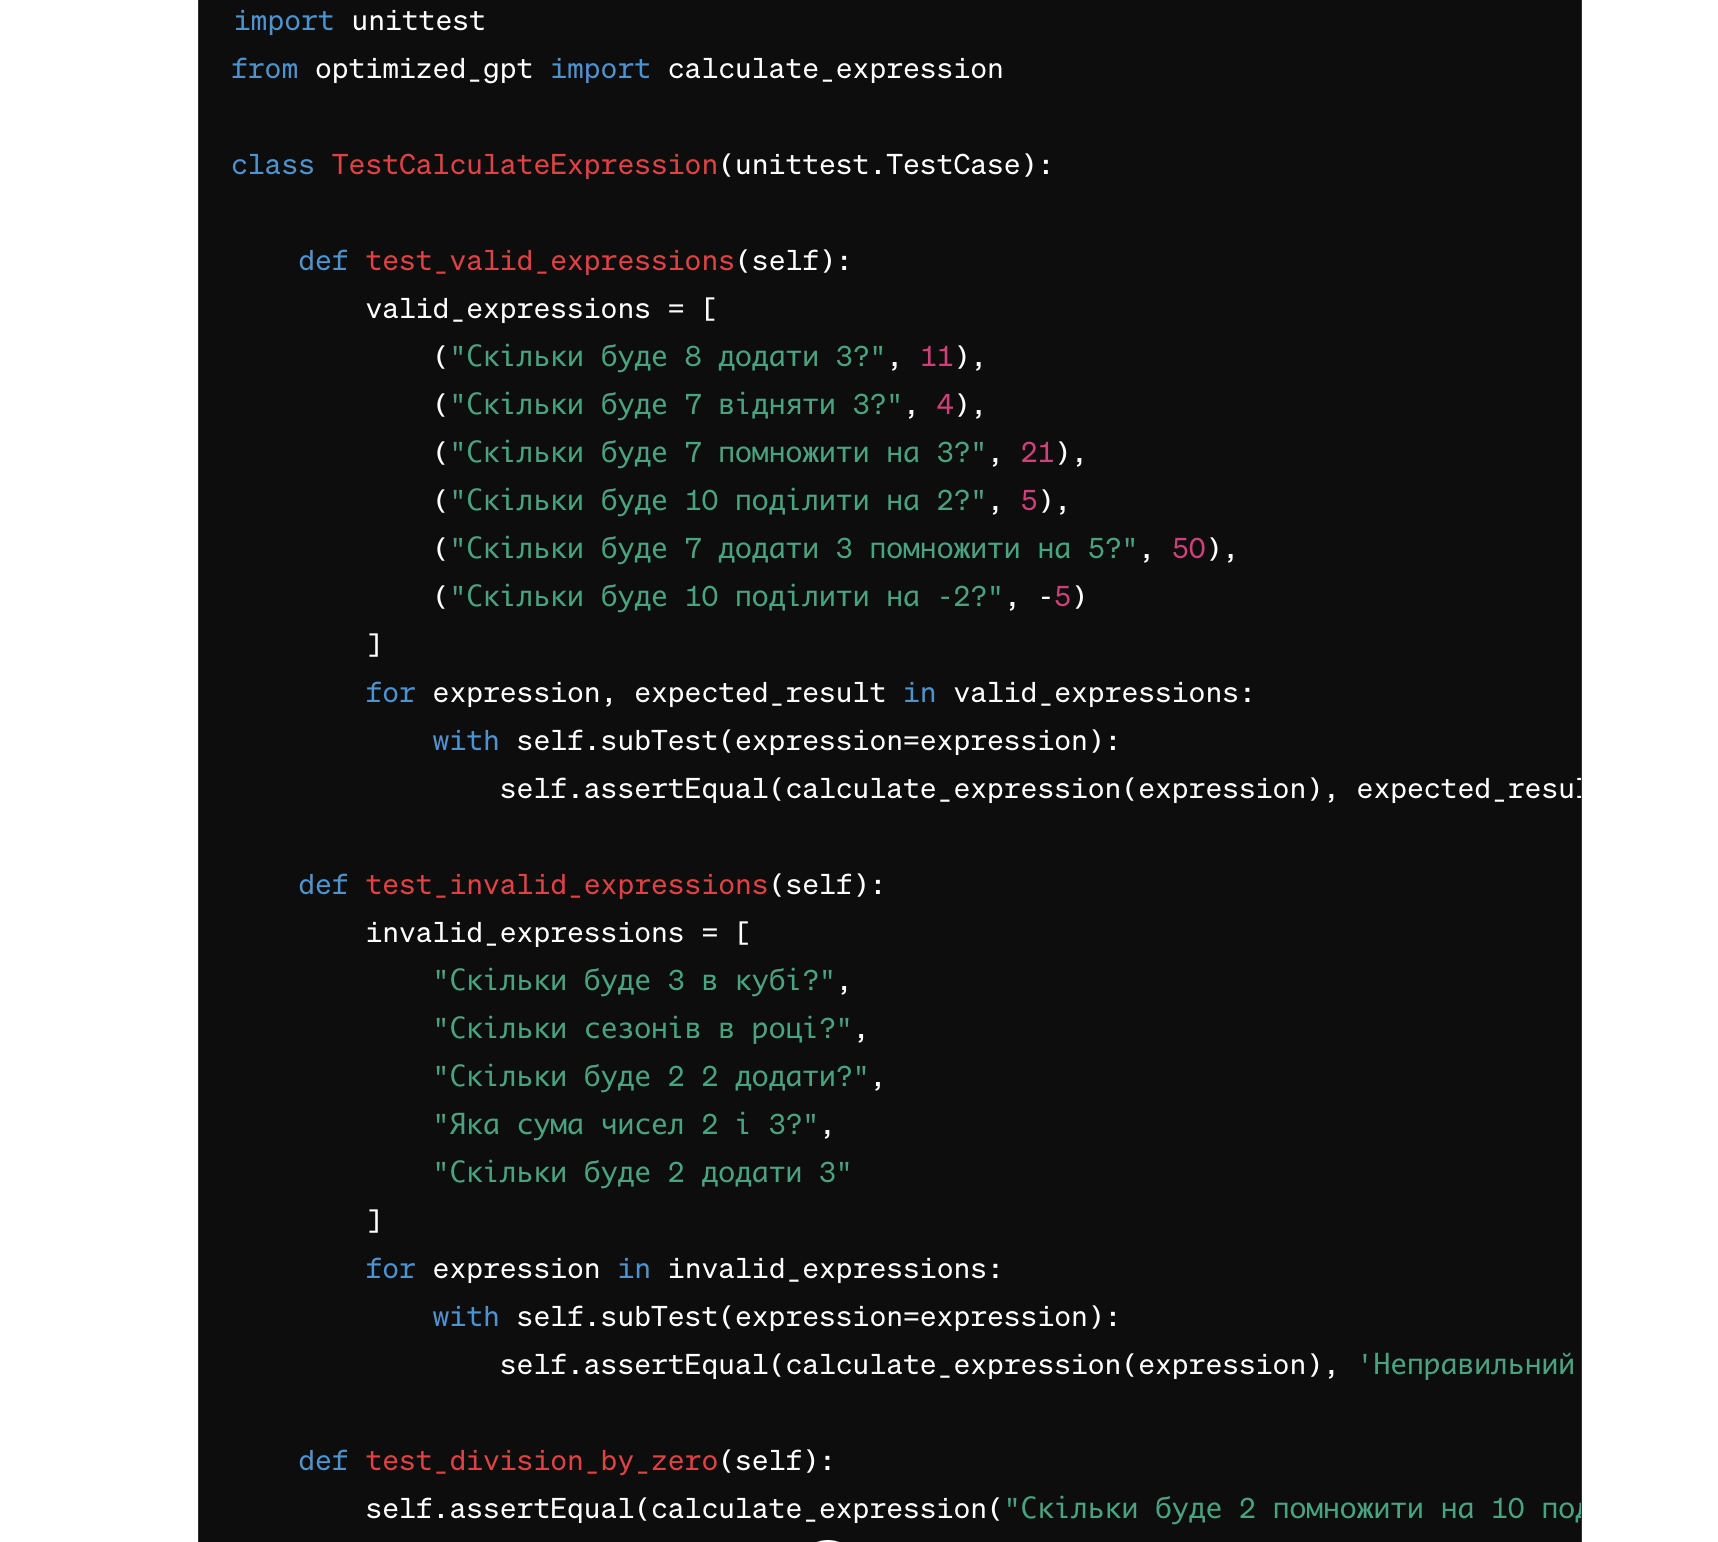 import unittest
from optimized_gpt import calculate_expression
class TestCalculateExpression(unittest.TestCase):
def test_valid_expressions(self):
valid_expressions = [
("Скільки буде 8 додати 3?", 11),
("Скільки буде 7 відняти 3?", 4),
("Скільки буде 7 помножити на 3?", 21),
("Скільки буде 10 поділити на 2?", 5),
("Скільки буде 7 додати 3 помножити на 5?", 50),
("Скільки буде 10 поділити на -2?", -5)
]
for expression, expected_result in valid_expressions:
with self.subTest(expression=expression):
self.assertEqual(calculate_expression(expression),
def test_invalid_expressions(self):
invalid_expressions = [
"Скільки буде 3 в кубі?",
"Скільки сезонів в році?",
"Скільки буде 2 2 додати?",
"Яка сума чисел 2 і 3?",
"Скільки буде 2 додати 3"
]
for expression in invalid_expressions:
with self.subTest(expression=expression):
self.assertEqual(calculate_expression(expression), 'Неправильний
def test_division_by_zero(self):
self.assertEqual(calculate_expression("Скільки буде 2 помножити на 10